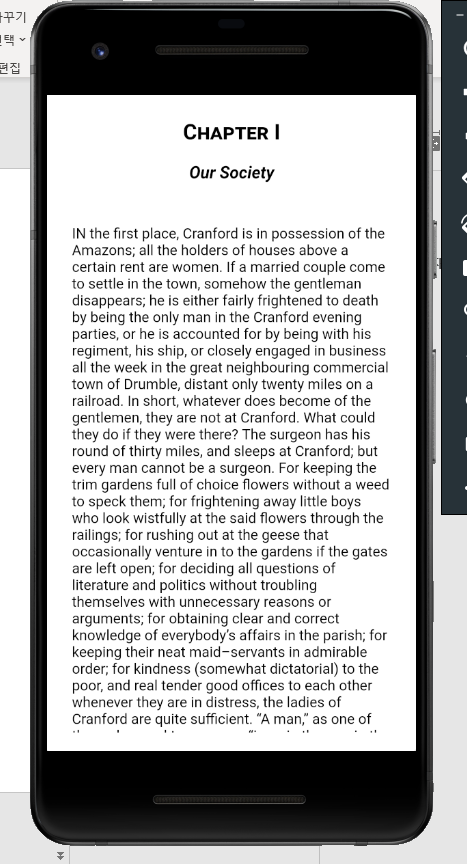 바꾸기
선택
편집
CHAPTER I
Our Society
IN the first place, Cranford is in possession of the
Amazons; all the holders of houses above a
certain rent are women. If a married couple come
to settle in the town, somehow the gentleman
disappears; he is either fairly frightened to death
by being the only man in the Cranford evening
parties, or he is accounted for by being with his
regiment, his ship, or closely engaged in business
all the week in the great neighbouring commercial
town of Drumble, distant only twenty miles on a
railroad. In short, whatever does become of the
gentlemen, they are not at Cranford. What could
they do if they were there? The surgeon has his
round of thirty miles, and sleeps at Cranford; but
every man cannot be a surgeon. For keeping the
trim gardens full of choice flowers without a weed
to speck them; for frightening away little boys
who look wistfully at the said flowers through the
railings; for rushing out at the geese that
occasionally venture in to the gardens if the gates
are left open; for deciding all questions of
literature and politics without troubling
themselves with unnecessary reasons or
arguments; for obtaining clear and correct
knowledge of everybody’s affairs in the parish; for
keeping their neat maid–servants in admirable
order; for kindness (somewhat dictatorial) to the
poor, and real tender good offices to each other
whenever they are in distress, the ladies of
Cranford are quite sufficient. “A man,” as one of